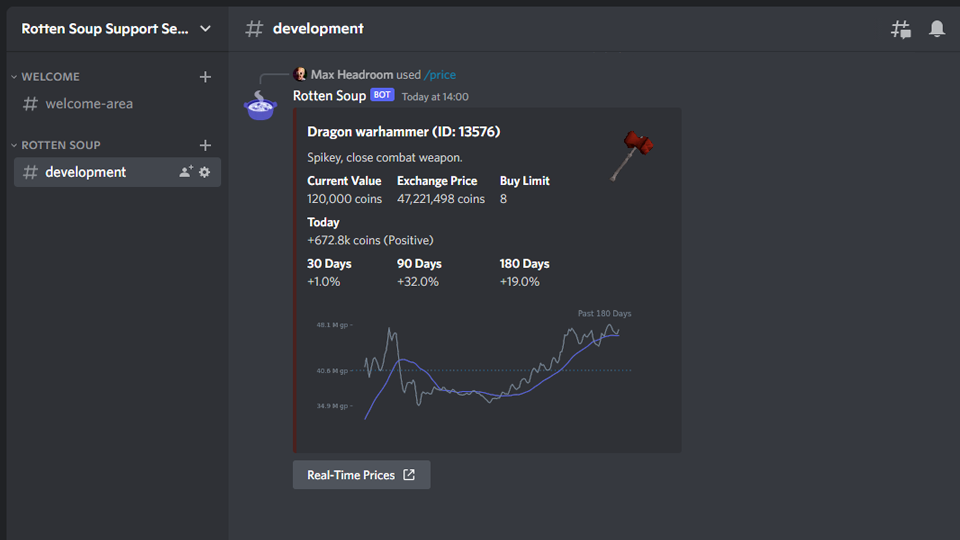 Rotten Soup Support Se...
# development
WELCOME
# welcome-area
ROTTEN SOUP
# development
Max Headroom used /price
Rotten Soup BOT Today at 14:00
Dragon warhammer (ID: 13576)
Spikey, close combat weapon.
Current Value Exchange Price Buy Limit
120,000 coins 47,221,498 coins 8
Today
+672.8k coins (Positive)
30 Days 90 Days 180 Days
+1.0% +32.0% +19.0%
Past 180 Days
48.1 M gp
40.6 M gp
34.9 M gp
Real-Time Prices